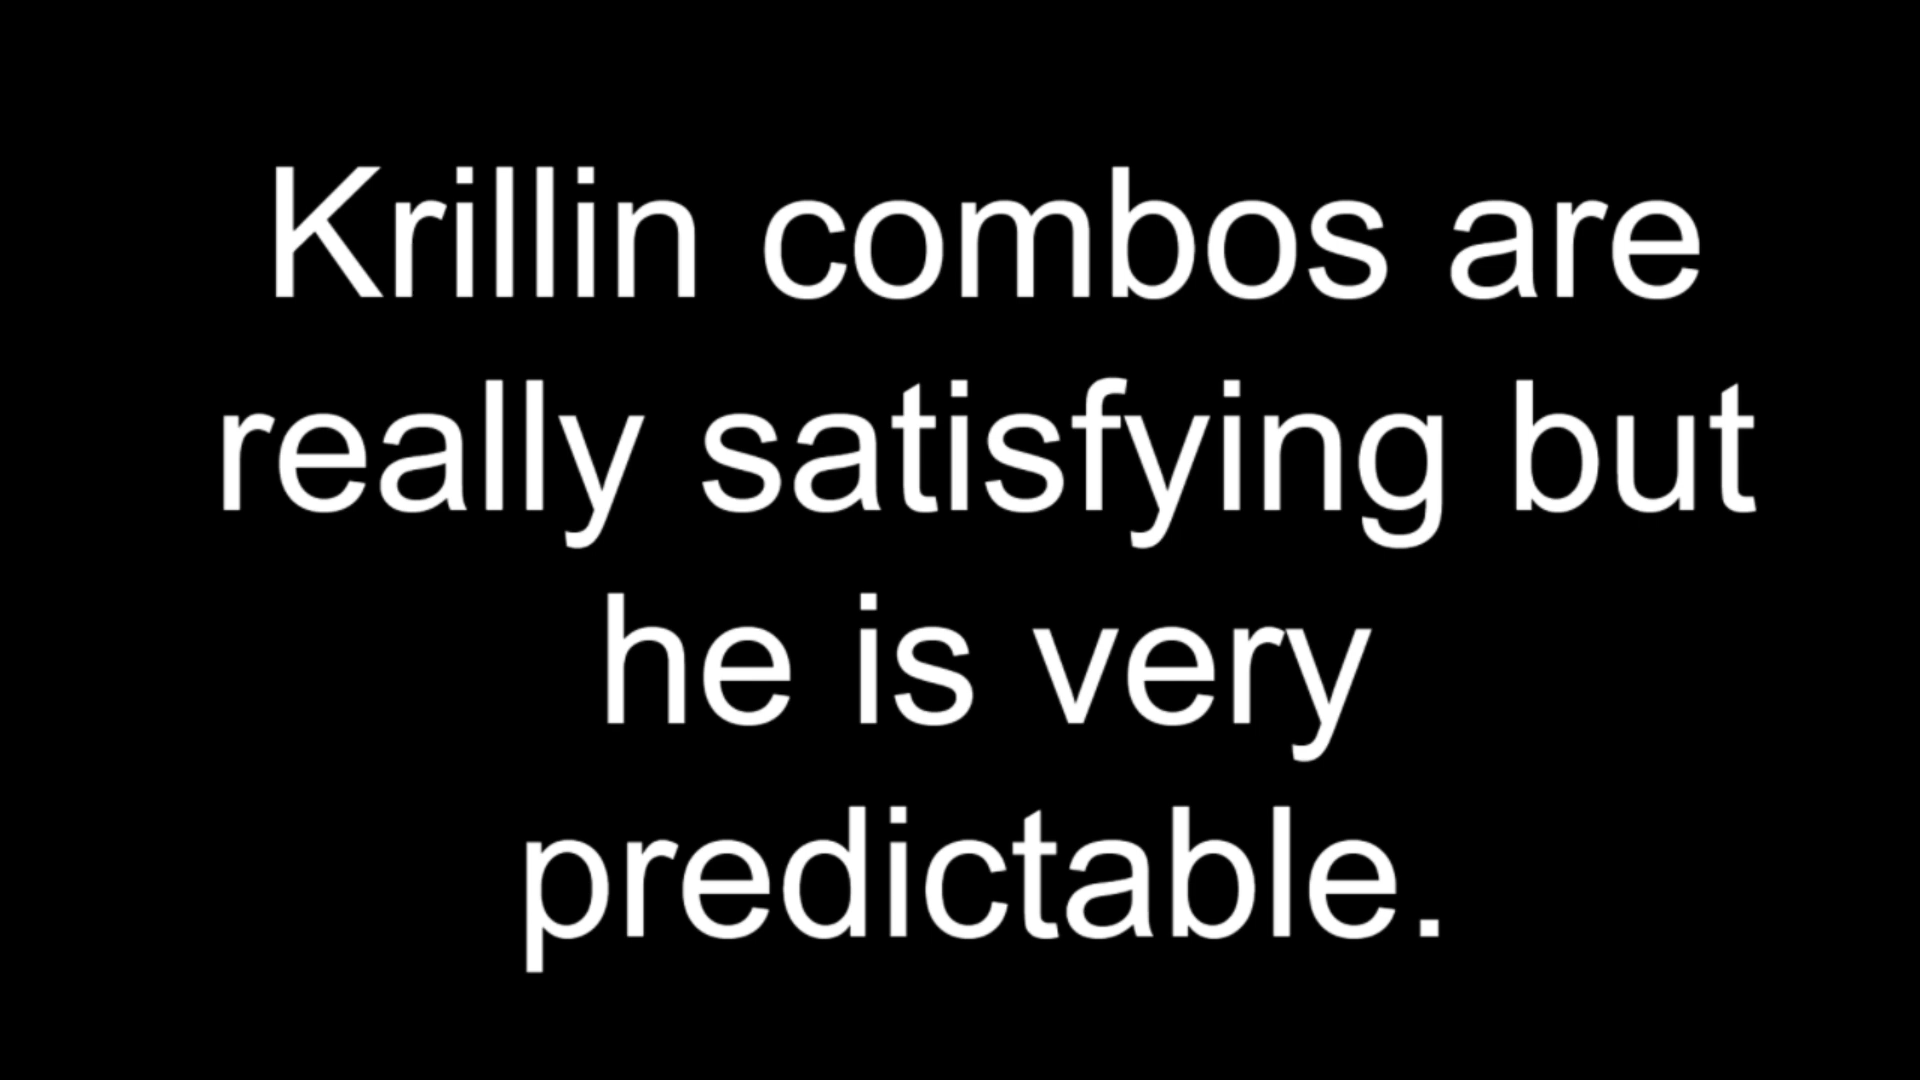 Krillin combos are
really satisfying but
he is very
predictable.